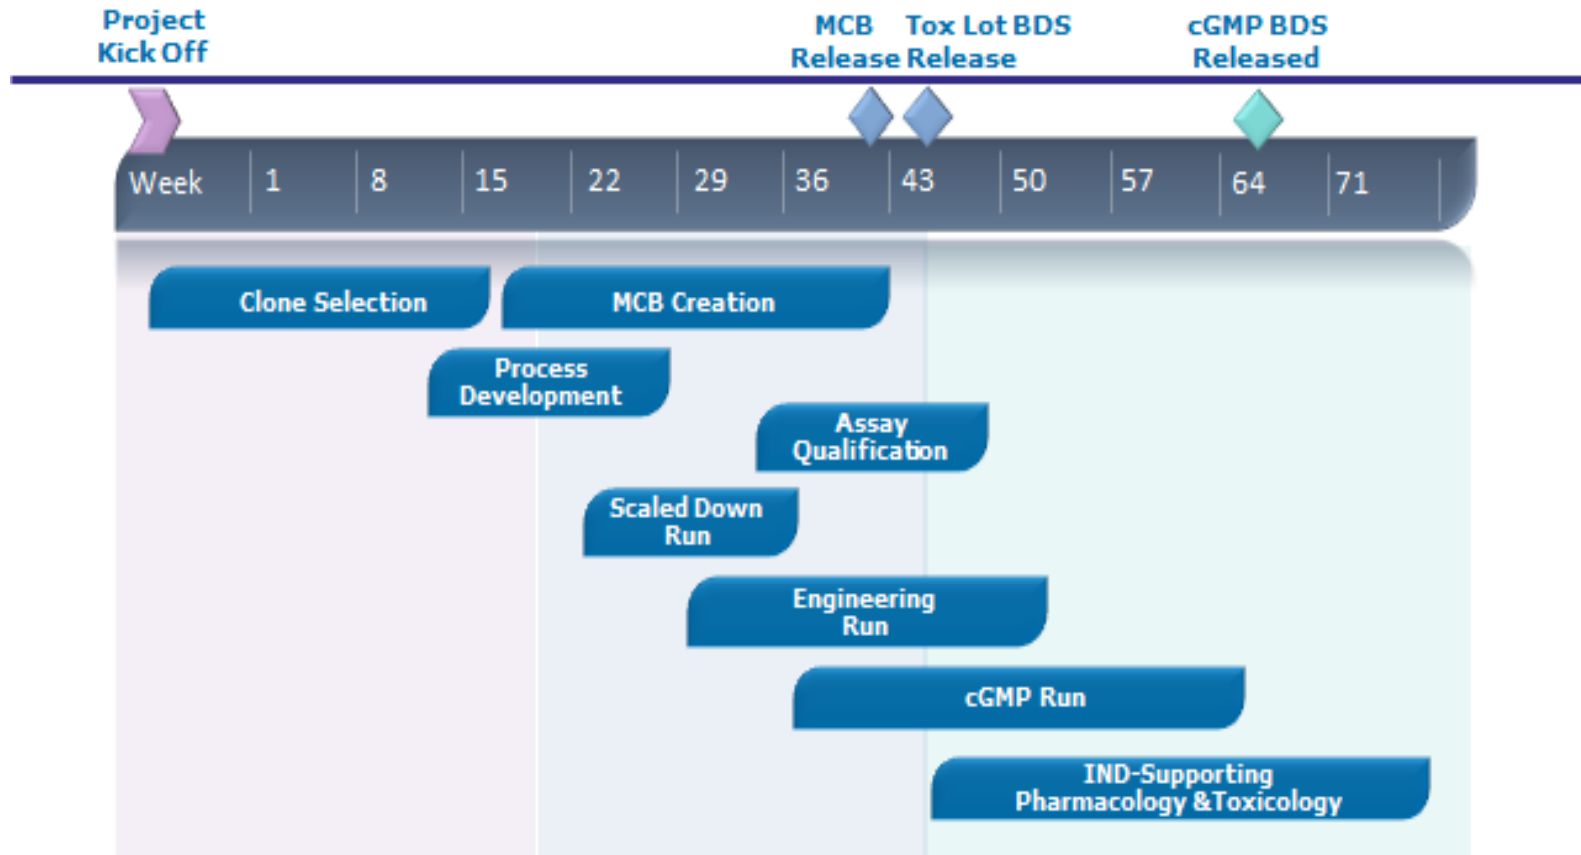 Project
Kick Off
MCB
Release
Tox Lot BDS
Release
cGMP BDS
Released
Week 1 8 15 22 29 36 43 50 57 64 71
Clone Selection
MCB Creation
Process
Development
Assay
Qualification
Scaled Down
Run
Engineering
Run
cGMP Run
IND-Supporting
Pharmacology &Toxicology